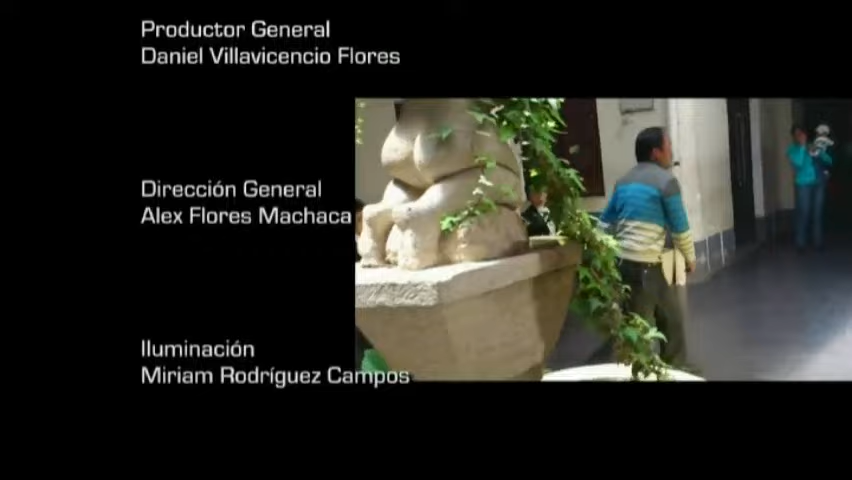 Productor General
Daniel Villavicencio Flores
Dirección General
Alex Flores Machaca
Iluminación
Miriam Rodríguez Campos